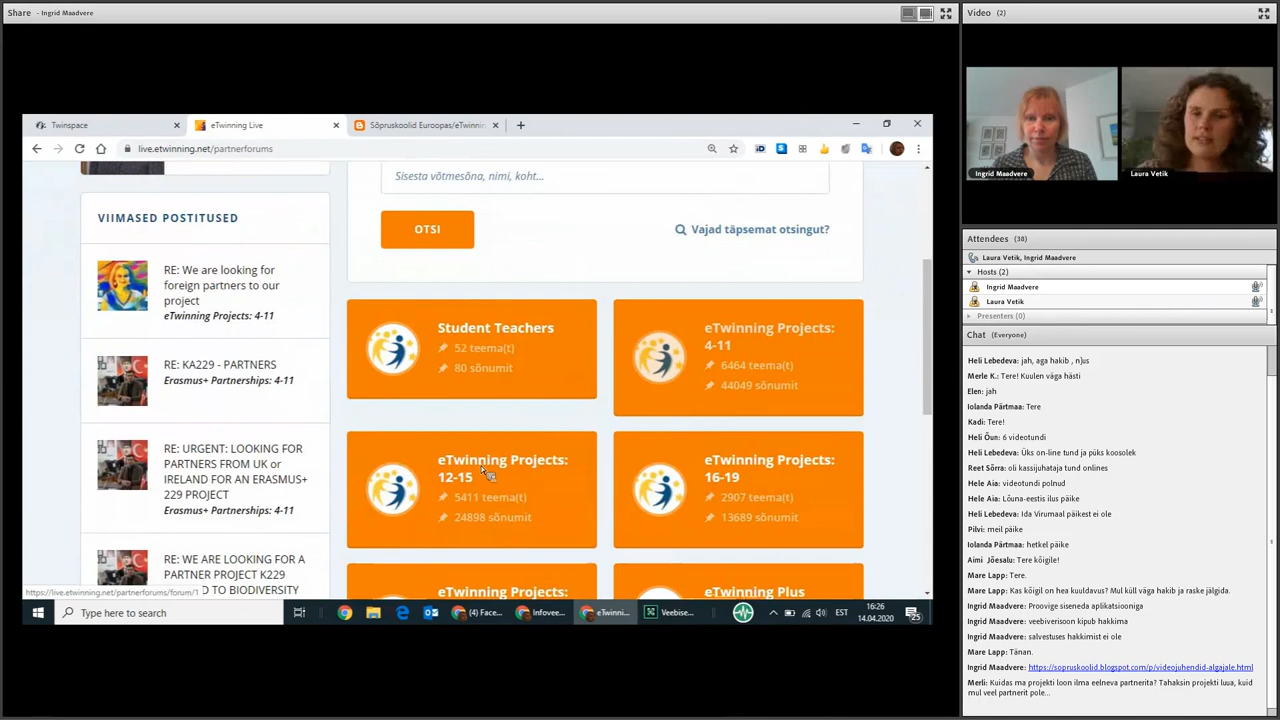 Share - Ingrid Maadvere
Twinspace
eTwinning Live
Sõpruskoolid Euroopas/eTwinnin
live.etwinning.net/partnerforums
VIIMASED POSTITUSED
RE: We are looking for
foreign partners to our
project
eTwinning Projects: 4-11
RE: KA229 - PARTNERS
Erasmus+ Partnerships: 4-11
RE: URGENT: LOOKING FOR
PARTNERS FROM UK or
IRELAND FOR AN ERASMUS+
229 PROJECT
Erasmus+ Partnerships: 4-11
RE: WE ARE LOOKING FOR A
PARTNER PROJECT K229
D TO BIODIVERSITY
https://live.etwinning.net/partnerforums/forum/1
Sisesta võtmesõna, nimi, koht...
OTSI
Vajad täpsemat otsingut?
Student Teachers
52 teema(t)
80 sõnumit
eTwinning Projects:
4-11
6464 teema(t)
44049 sõnumit
eTwinning Projects:
12-15
5411 teema(t)
24898 sõnumit
eTwinning Projects:
16-19
2907 teema(t)
13689 sõnumit
eTwinning Projects:
eTwinning Plus
Type here to search
(4) Face...
Infovee...
eTwinni...
Veebise...
EST
16:26
14.04.2020
25
Video (2)
Ingrid Maadvere
Laura Vetik
Attendees (38)
Laura Vetik, Ingrid Maadvere
Hosts (2)
Ingrid Maadvere
Laura Vetik
Presenters (0)
Chat (Everyone)
Heli Lebedeva: jah, aga hakib , n)us
Merle K.: Tere! Kuulen väga hästi
Elen: jah
Iolanda Pärtmaa: Tere
Kadi: Tere!
Heli Õun: 6 videotundi
Heli Lebedeva: Üks on-line tund ja püks koosolek
Reet Sõrra: oli kassijuhataja tund onlines
Hele Aia: videotund polnud
Hele Aia: Lõuna-eestis ilus päike
Heli Lebedeva: Ida Virumaal päikest ei ole
Pilvi: meil päike
Iolanda Pärtmaa: hetkel päike
Aimi Jõesalu: Tere kõigile!
Mare Lapp: Tere.
Mare Lapp: Kas kõigil on hea kuuldavus? Mul küll väga hakib ja raske jälgida.
Ingrid Maadvere: Proovige siseneda aplikatsiooniga
Ingrid Maadvere: veebiverisoon kipub hakkima
Ingrid Maadvere: salvestuses hakkimist ei ole
Mare Lapp: Tänan.
Ingrid Maadvere: https://sopruskoolid.blogspot.com/p/videojuhendid-algajale.html
Merli: Kuidas ma projekti loon ilma eelneva partnerita? Tahaksin projekti luua, kuid
mul veel partnerit pole...